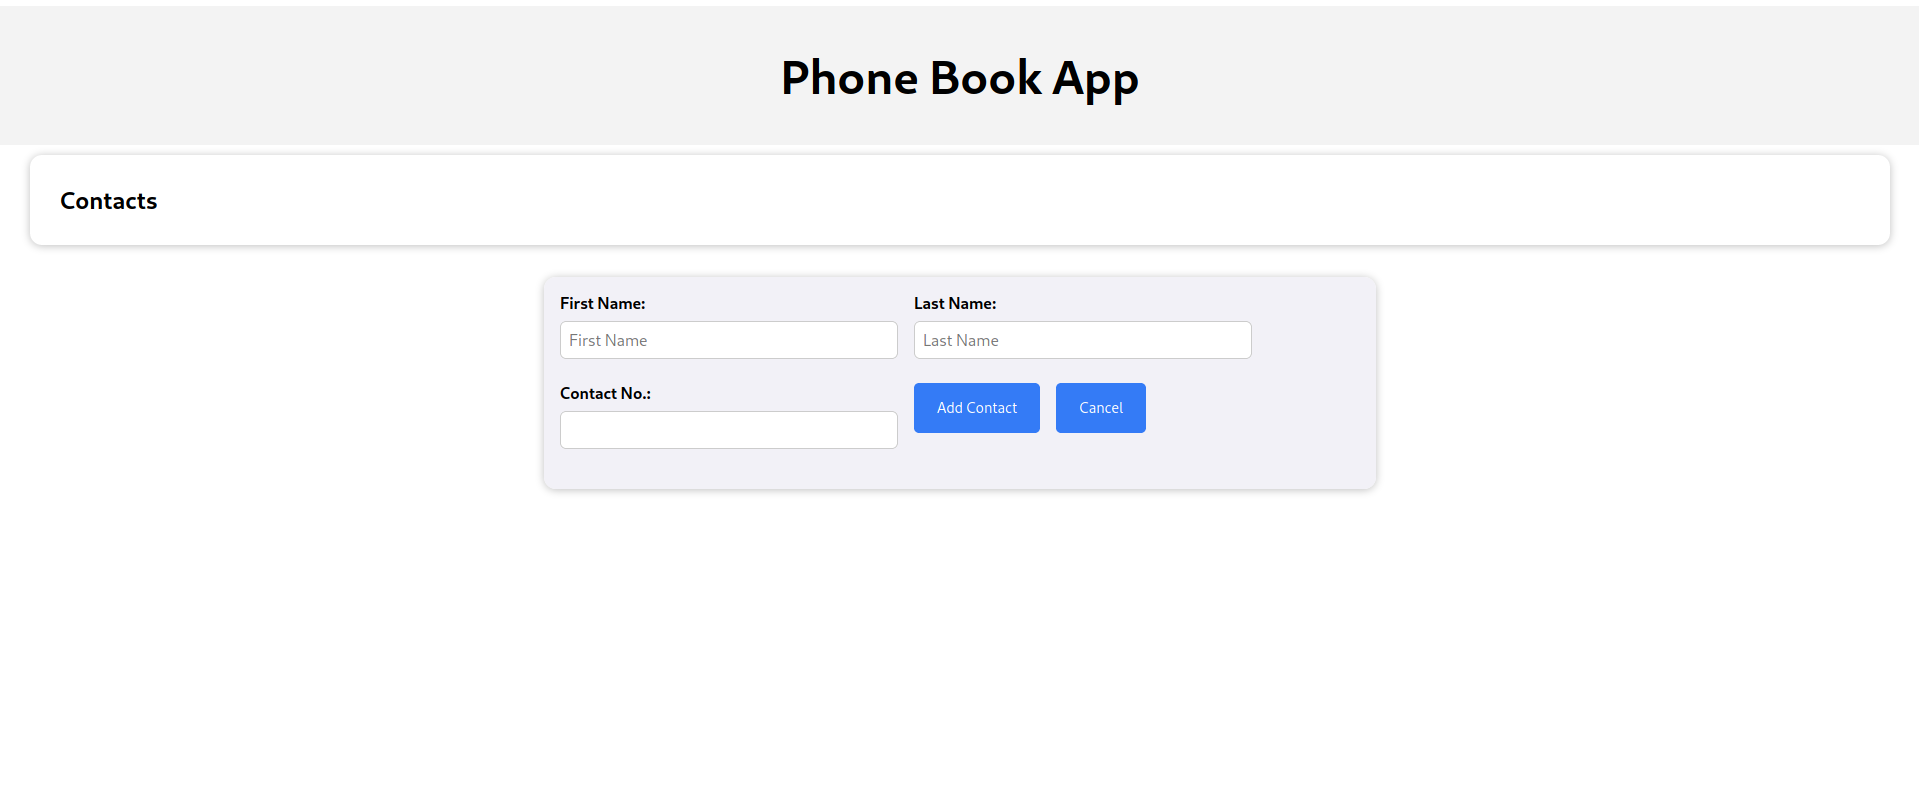 Phone Book App
Contacts
First Name: Last Name:
First Name Last Name
Contact No.:
Add Contact Cancel